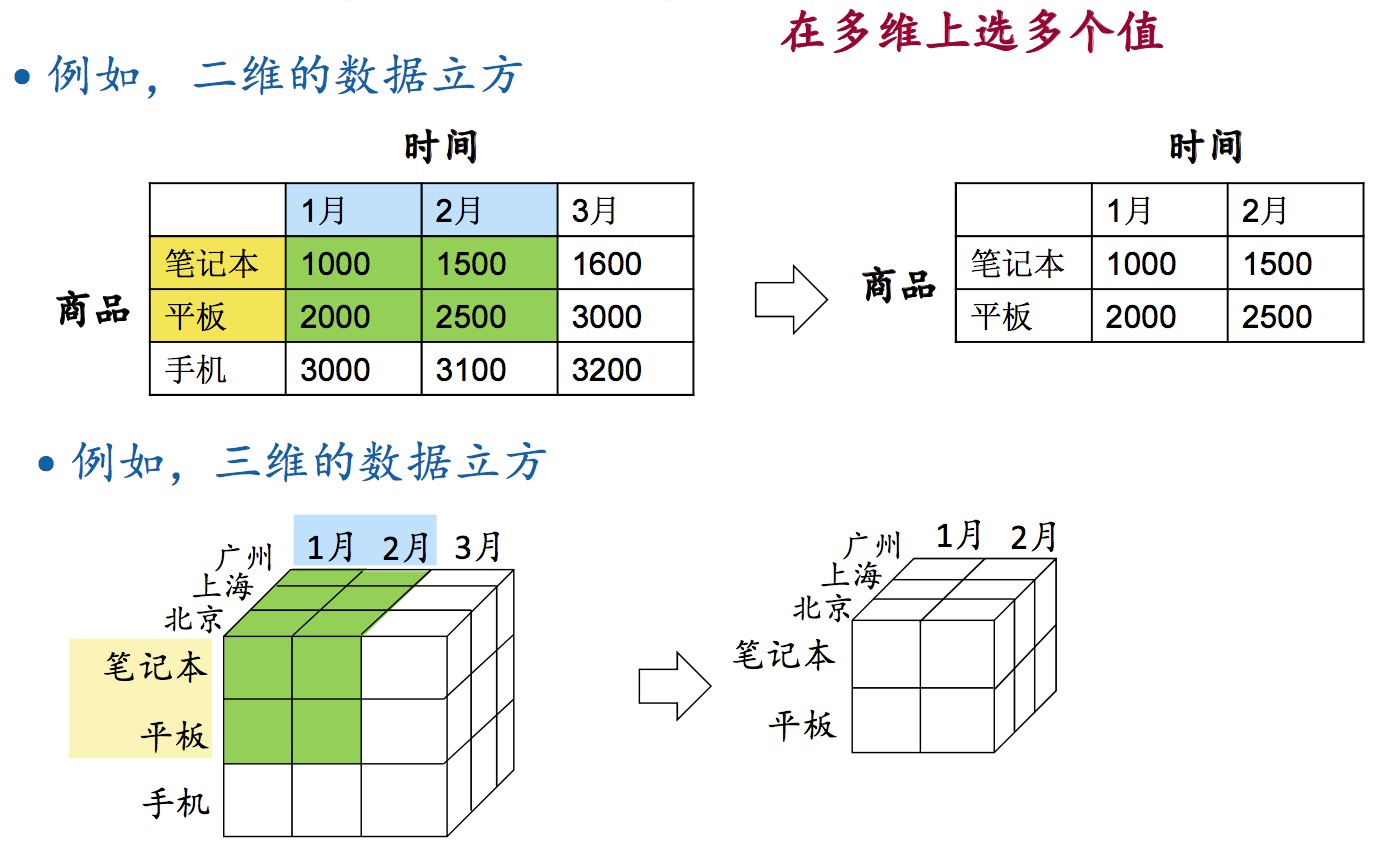 在多维上选多个值
• 例如，二维的数据立方
时间
1月 2月 3月
笔记本 1000 1500 1600
商品
平板 2000 2500 3000
手机 3000 3100 3200
时间
1月 2月
笔记本 1000 1500
商品
平板 2000 2500
• 例如，三维的数据立方
1月 2月 3月
广州
上海
北京
笔记本
平板
手机
1月 2月
广州
上海
北京
笔记本
平板